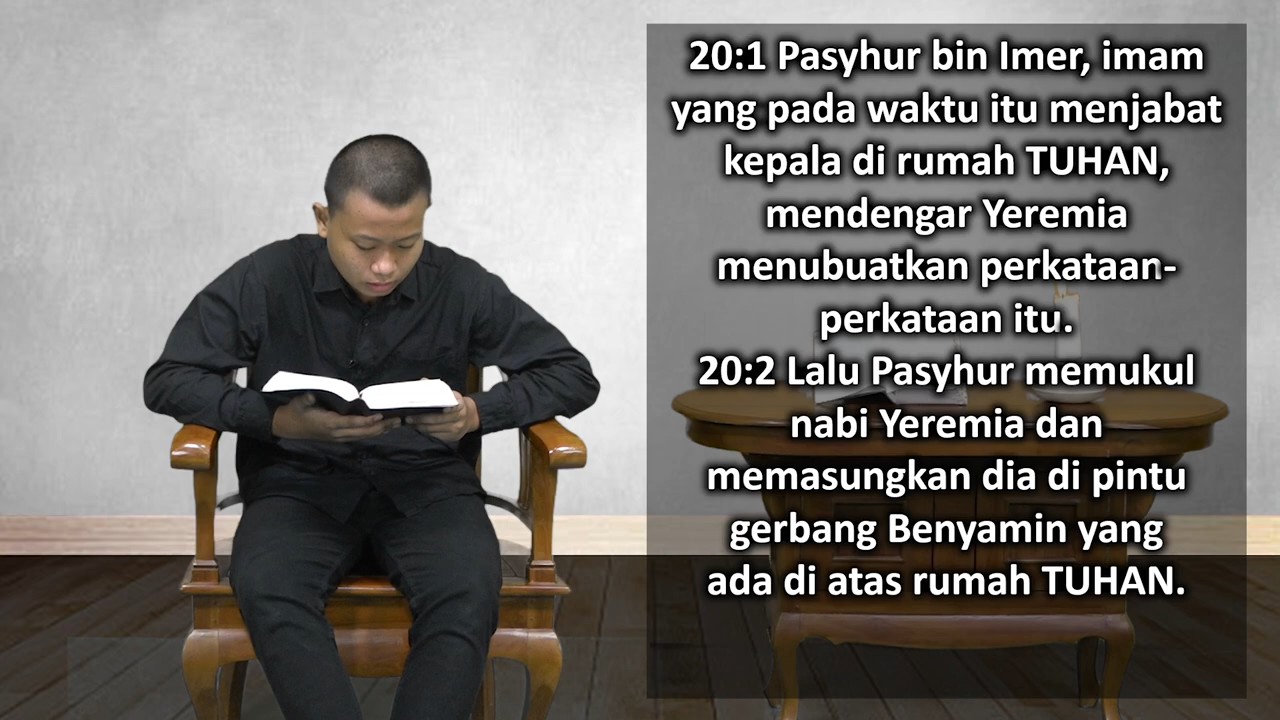 20:1 Pasyhur bin Imer, imam
yang pada waktu itu menjabat
kepala di rumah TUHAN,
mendengar Yeremia
menubuatkan perkataan-
perkataan itu.
20:2 Lalu Pasyhur memukul
nabi Yeremia dan
memasungkan dia di pintu
gerbang Benyamin yang
ada di atas rumah TUHAN.